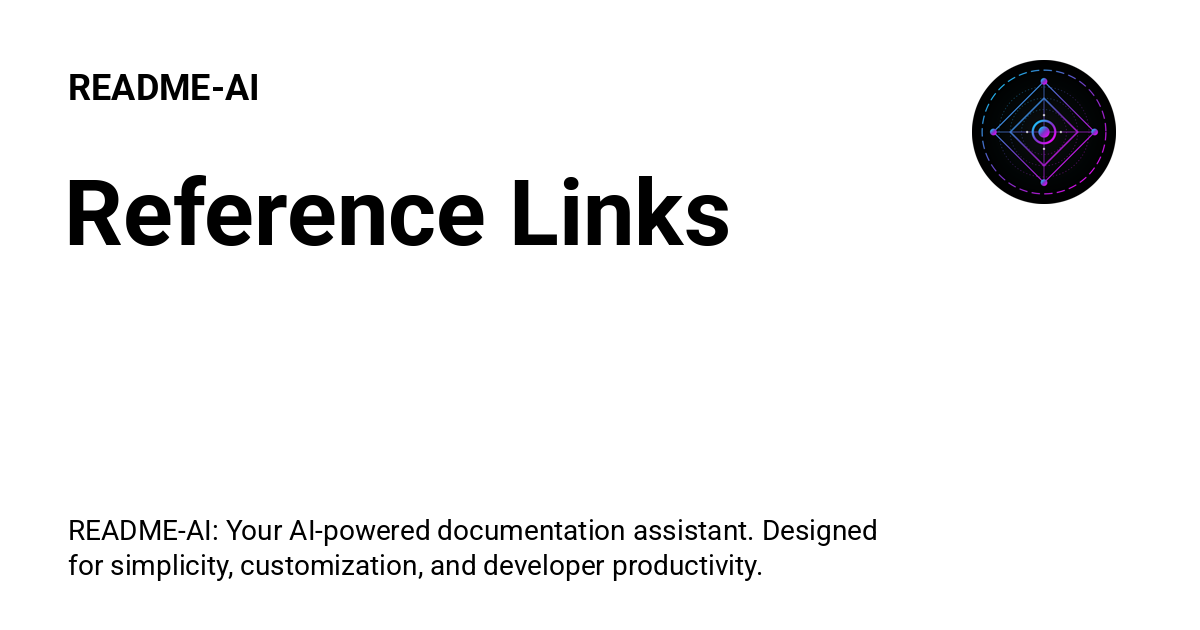 README-AI
Reference Links
README-AI: Your AI-powered documentation assistant. Designed
for simplicity, customization, and developer productivity.